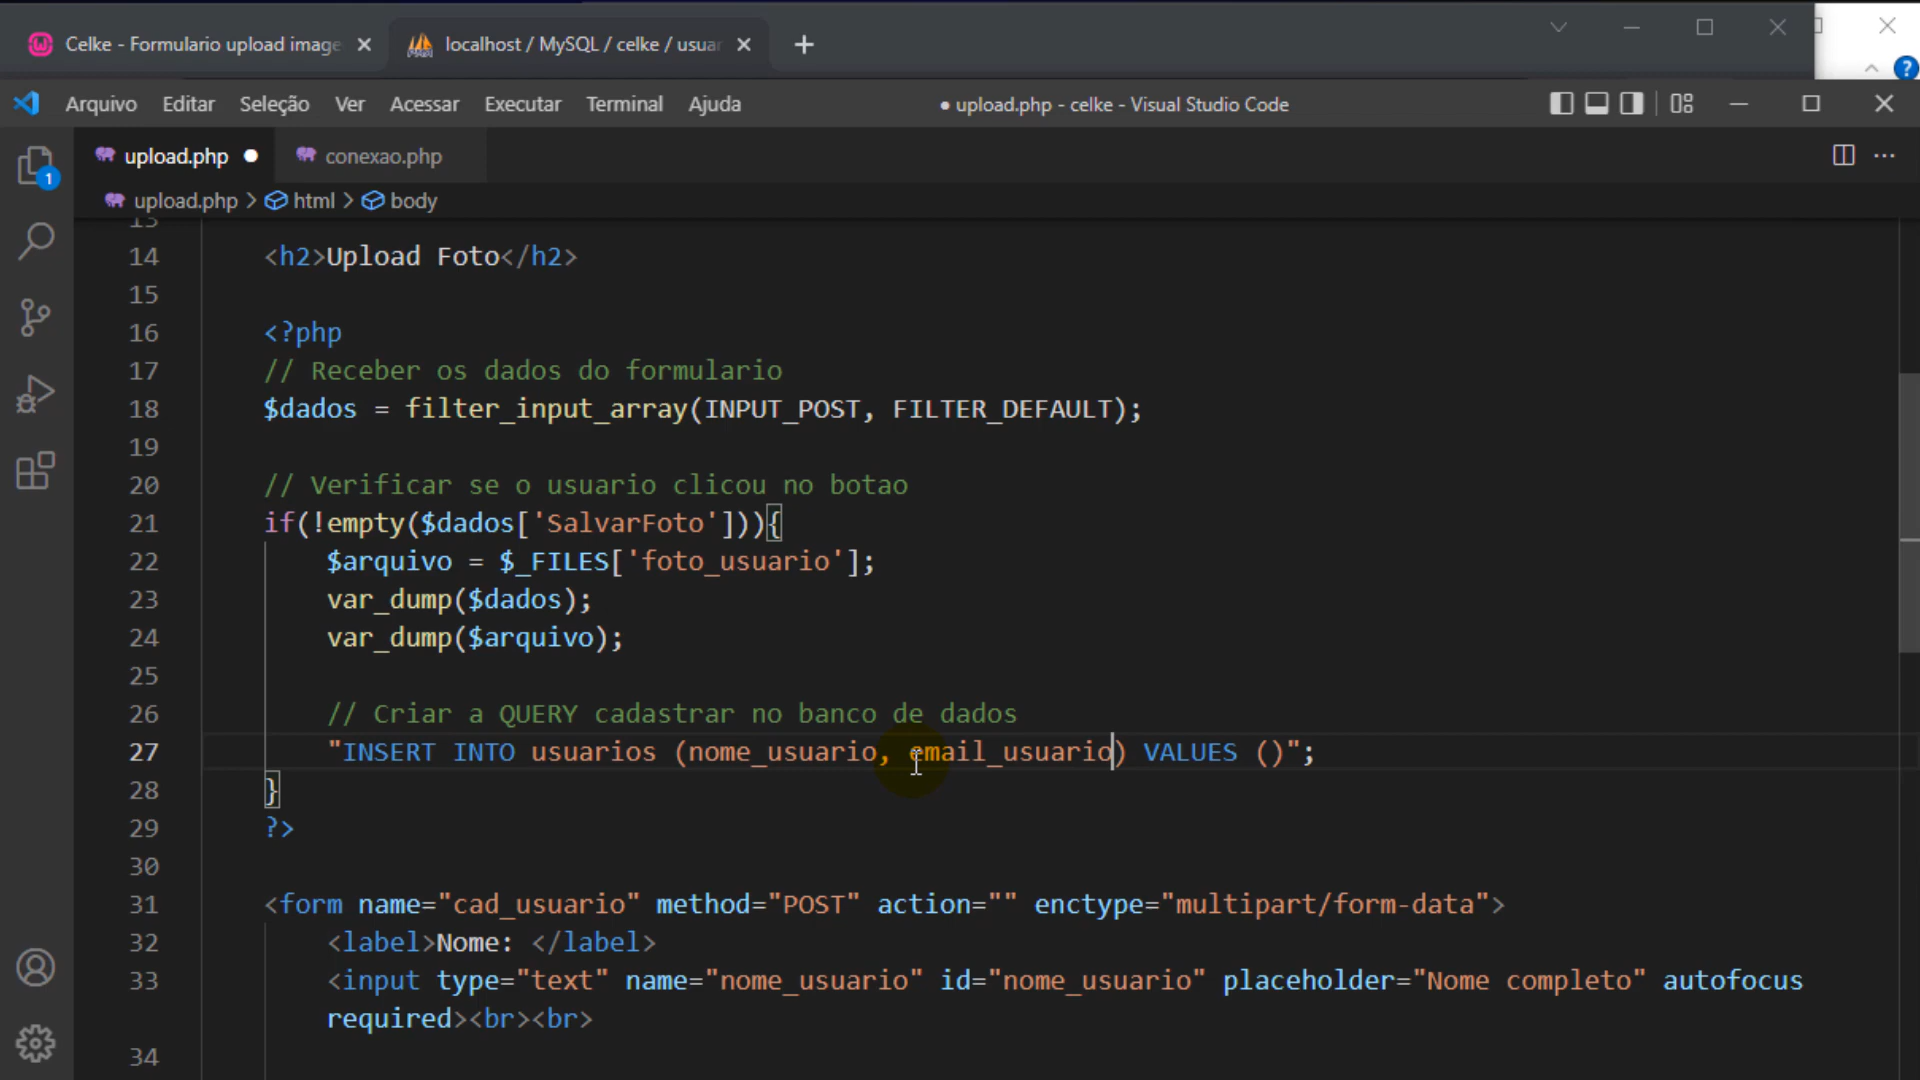 Celke - Formulario upload image
localhost / MySQL / celke / usuar
Arquivo Editar Seleção Ver Acessar Executar Terminal Ajuda
● upload.php - celke - Visual Studio Code
upload.php ● conexao.php
1
upload.php > html > body
13
14 <h2>Upload Foto</h2>
15
16 <?php
17 // Receber os dados do formulario
18 $dados = filter_input_array(INPUT_POST, FILTER_DEFAULT);
19
20 // Verificar se o usuario clicou no botao
21 if(!empty($dados['SalvarFoto'])){
22 $arquivo = $_FILES['foto_usuario'];
23 var_dump($dados);
24 var_dump($arquivo);
25
26 // Criar a QUERY cadastrar no banco de dados
27 "INSERT INTO usuarios (nome_usuario, email_usuario) VALUES ()";
28 }
29 ?>
30
31 <form name="cad_usuario" method="POST" action="" enctype="multipart/form-data">
32 <label>Nome: </label>
33 <input type="text" name="nome_usuario" id="nome_usuario" placeholder="Nome completo" autofocus
required><br><br>
34